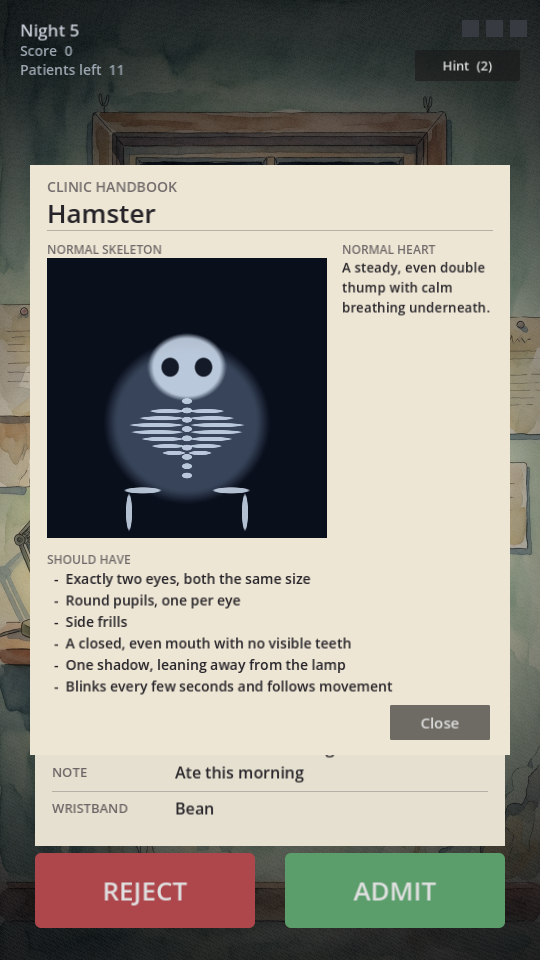 Night 5
Score 0
Patients left 11
Hint (2)
CLINIC HANDBOOK
Hamster
NORMAL SKELETON
NORMAL HEART
A steady, even double
thump with calm
breathing underneath.
SHOULD HAVE
- Exactly two eyes, both the same size
- Round pupils, one per eye
- Side frills
- A closed, even mouth with no visible teeth
- One shadow, leaning away from the lamp
- Blinks every few seconds and follows movement
Close
NOTE Ate this morning
WRISTBAND Bean
REJECT
ADMIT